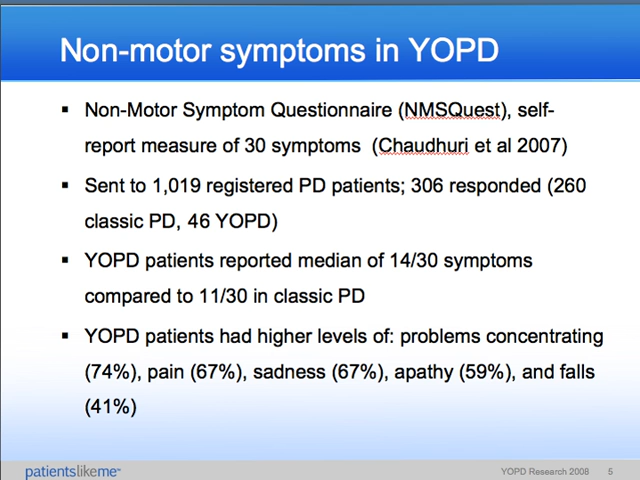 Non-motor symptoms in YOPD
▪ Non-Motor Symptom Questionnaire (NMSQuest), self-
report measure of 30 symptoms (Chaudhuri et al 2007)
▪ Sent to 1,019 registered PD patients; 306 responded (260
classic PD, 46 YOPD)
▪ YOPD patients reported median of 14/30 symptoms
compared to 11/30 in classic PD
▪ YOPD patients had higher levels of: problems concentrating
(74%), pain (67%), sadness (67%), apathy (59%), and falls
(41%)
patientslikeme™ YOPD Research 2008 5